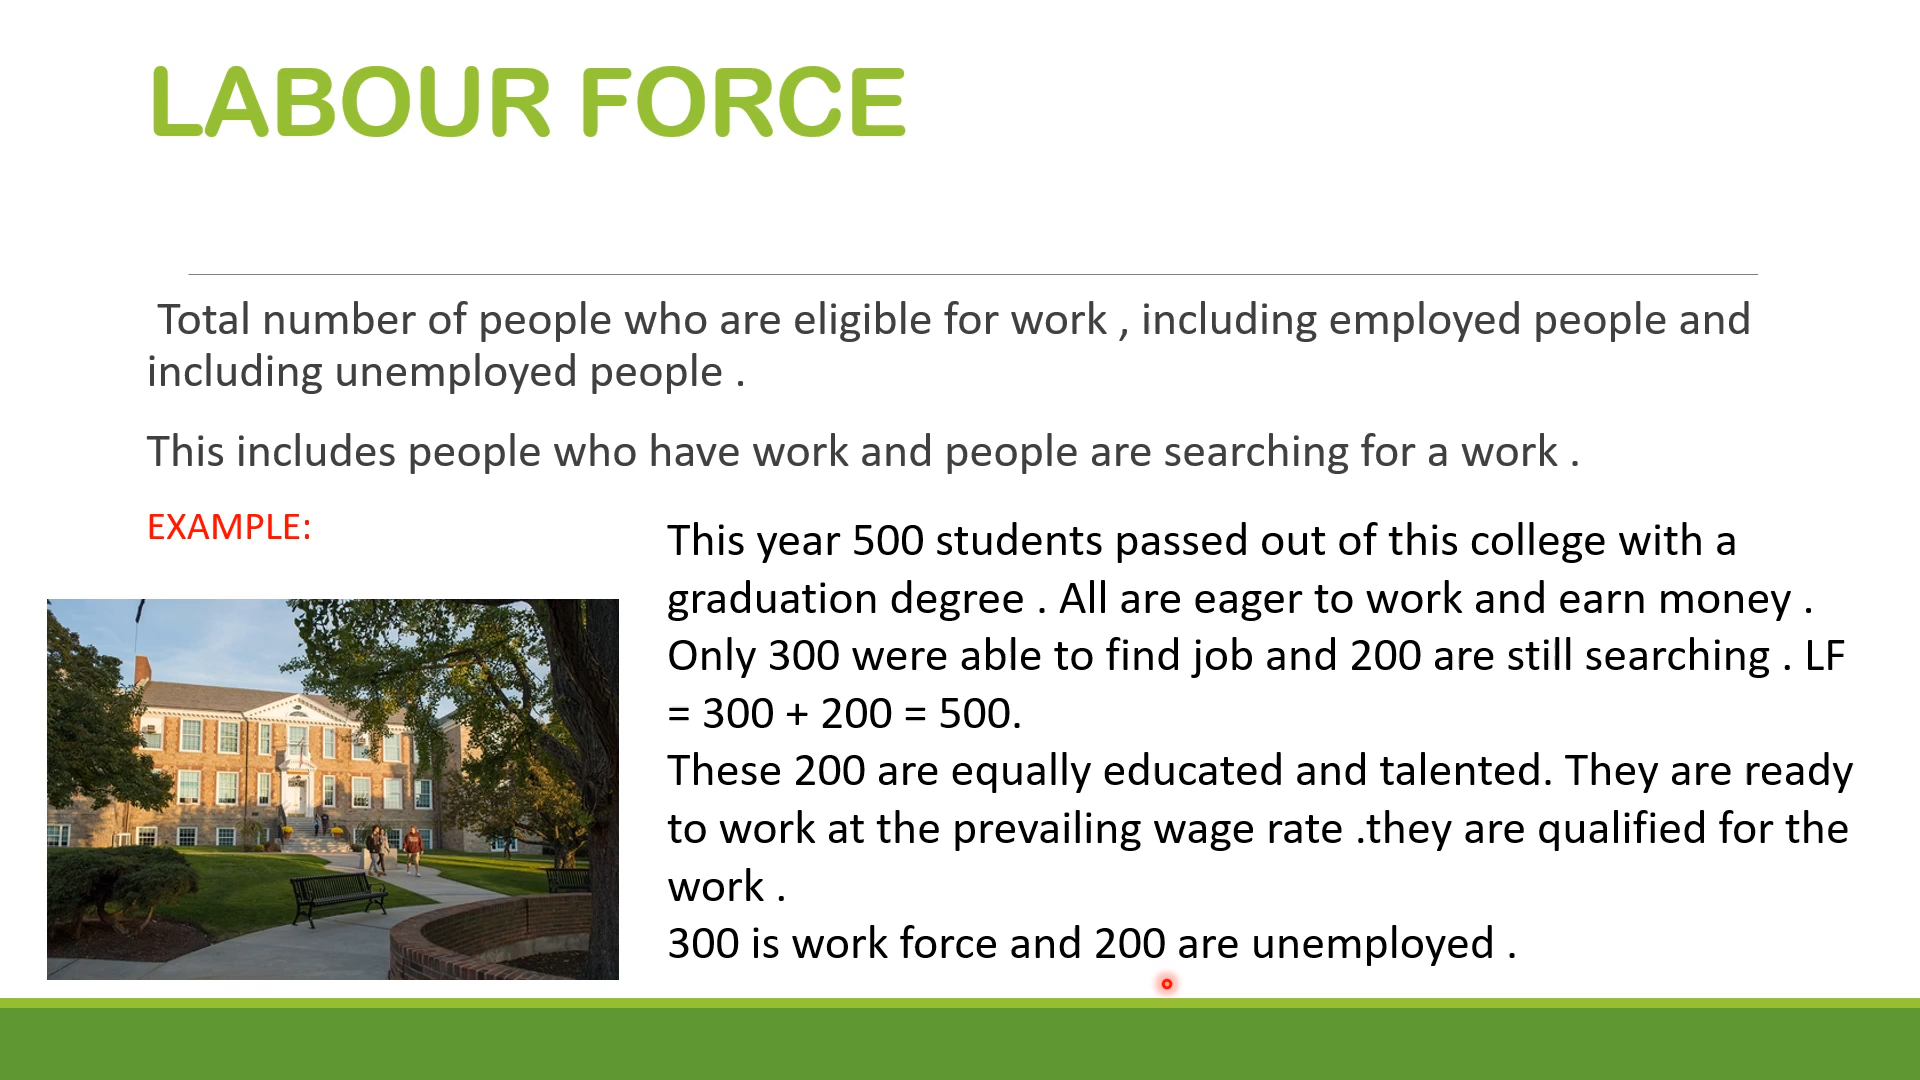 LABOUR FORCE
Total number of people who are eligible for work , including employed people and
including unemployed people .
This includes people who have work and people are searching for a work .
EXAMPLE:
This year 500 students passed out of this college with a
graduation degree . All are eager to work and earn money .
Only 300 were able to find job and 200 are still searching . LF
= 300 + 200 = 500.
These 200 are equally educated and talented. They are ready
to work at the prevailing wage rate .they are qualified for the
work .
300 is work force and 200 are unemployed .